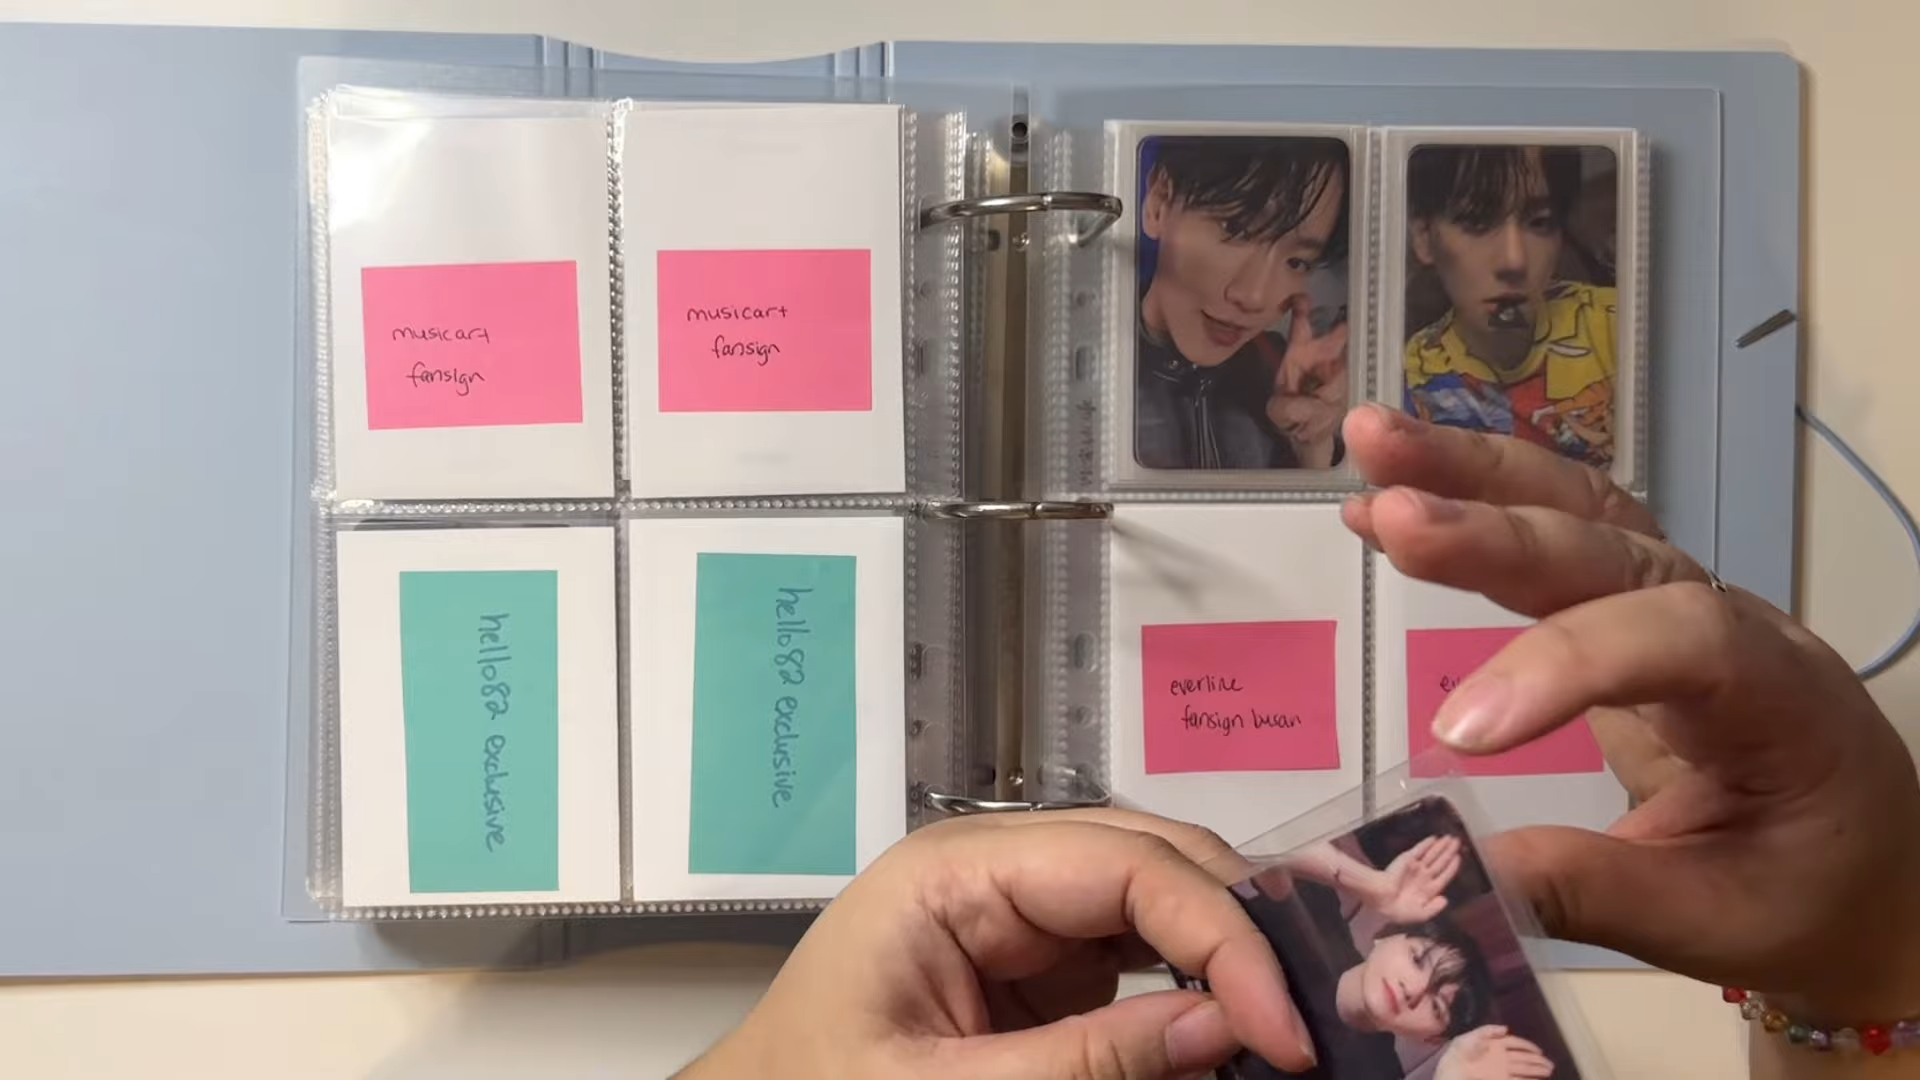 musicart
fansign
musicart
fansign
hello82 exclusive
hello82 exclusive
everline
fansign busan